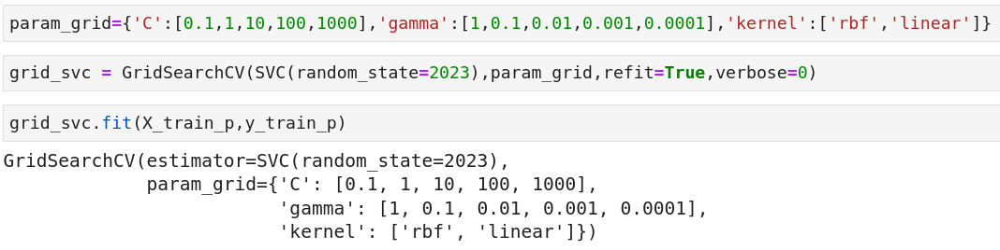 param_grid={'C':[0.1,1,10,100,1000],'gamma':[1,0.1,0.01,0.001,0.0001],'kernel':['rbf','linear']}
grid_svc = GridSearchCV(SVC(random_state=2023),param_grid,refit=True,verbose=0)
grid_svc.fit(X_train_p,y_train_p)
GridSearchCV(estimator=SVC(random_state=2023),
             param_grid={'C': [0.1, 1, 10, 100, 1000],
                         'gamma': [1, 0.1, 0.01, 0.001, 0.0001],
                         'kernel': ['rbf', 'linear']})